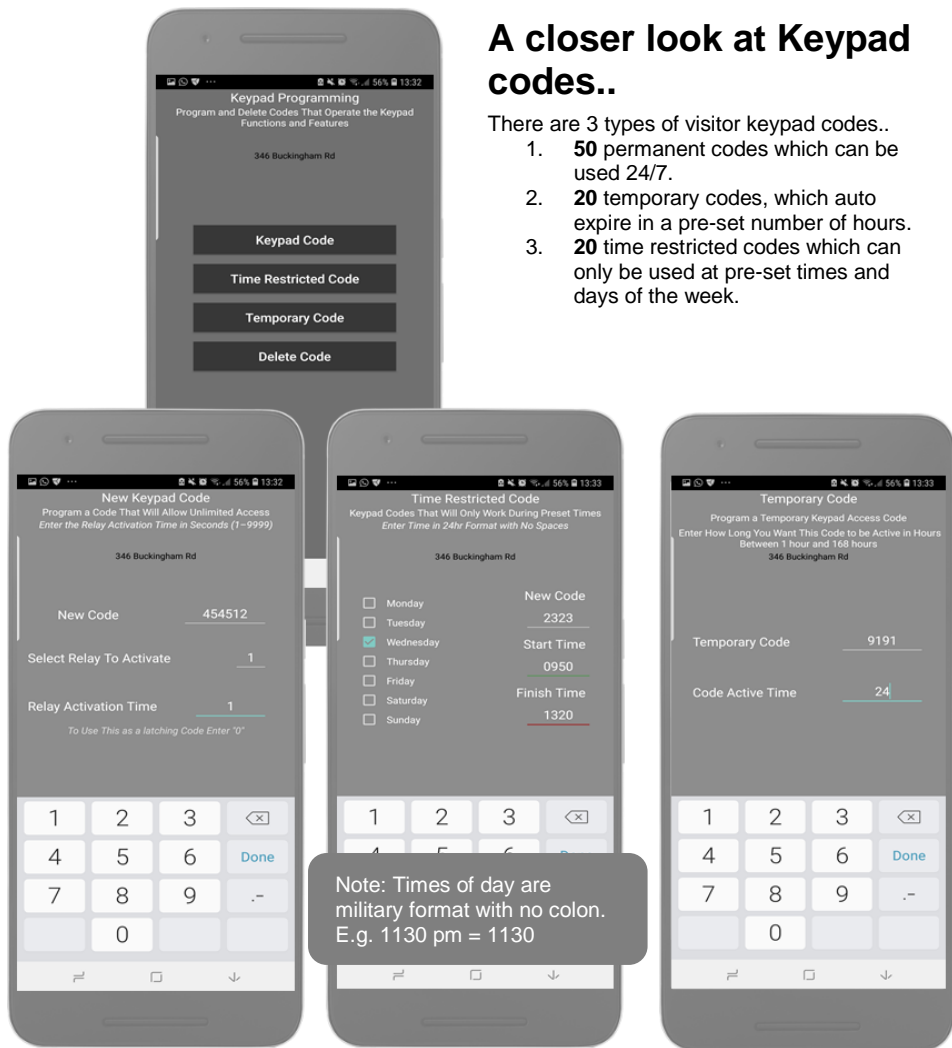 A closer look at Keypad
codes..
There are 3 types of visitor keypad codes..
1. 50 permanent codes which can be
used 24/7.
2. 20 temporary codes, which auto
expire in a pre-set number of hours.
3. 20 time restricted codes which can
only be used at pre-set times and
days of the week.
56% 13:32
Keypad Programming
Program and Delete Codes That Operate the Keypad
Functions and Features
346 Buckingham Rd
Keypad Code
Time Restricted Code
Temporary Code
Delete Code
56% 13:32
New Keypad Code
Program a Code That Will Allow Unlimited Access
Enter the Relay Activation Time in Seconds (1–9999)
346 Buckingham Rd
New Code 454512
Select Relay To Activate 1
Relay Activation Time 1
To Use This as a latching Code Enter "0"
1 2 3
4 5 6 Done
7 8 9 .-
0
56% 13:33
Time Restricted Code
Keypad Codes That Will Only Work During Preset Times
Enter Time in 24hr Format with No Spaces
346 Buckingham Rd
Monday
Tuesday
Wednesday
Thursday
Friday
Saturday
Sunday
New Code
2323
Start Time
0950
Finish Time
1320
1 2 3
Note: Times of day are
military format with no colon.
E.g. 1130 pm = 1130
56% 13:33
Temporary Code
Program a Temporary Keypad Access Code
Enter How Long You Want This Code to be Active in Hours
Between 1 hour and 168 hours
346 Buckingham Rd
Temporary Code 9191
Code Active Time 24
1 2 3
4 5 6 Done
7 8 9 .-
0